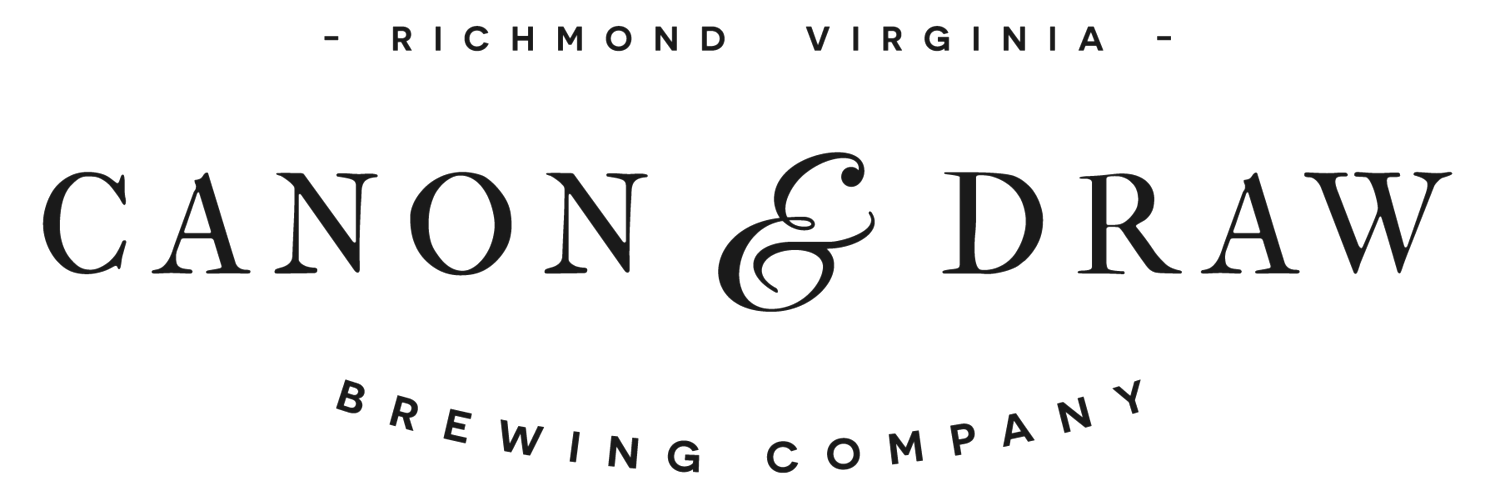 - RICHMOND VIRGINIA -
CANON & DRAW
BREWING COMPANY